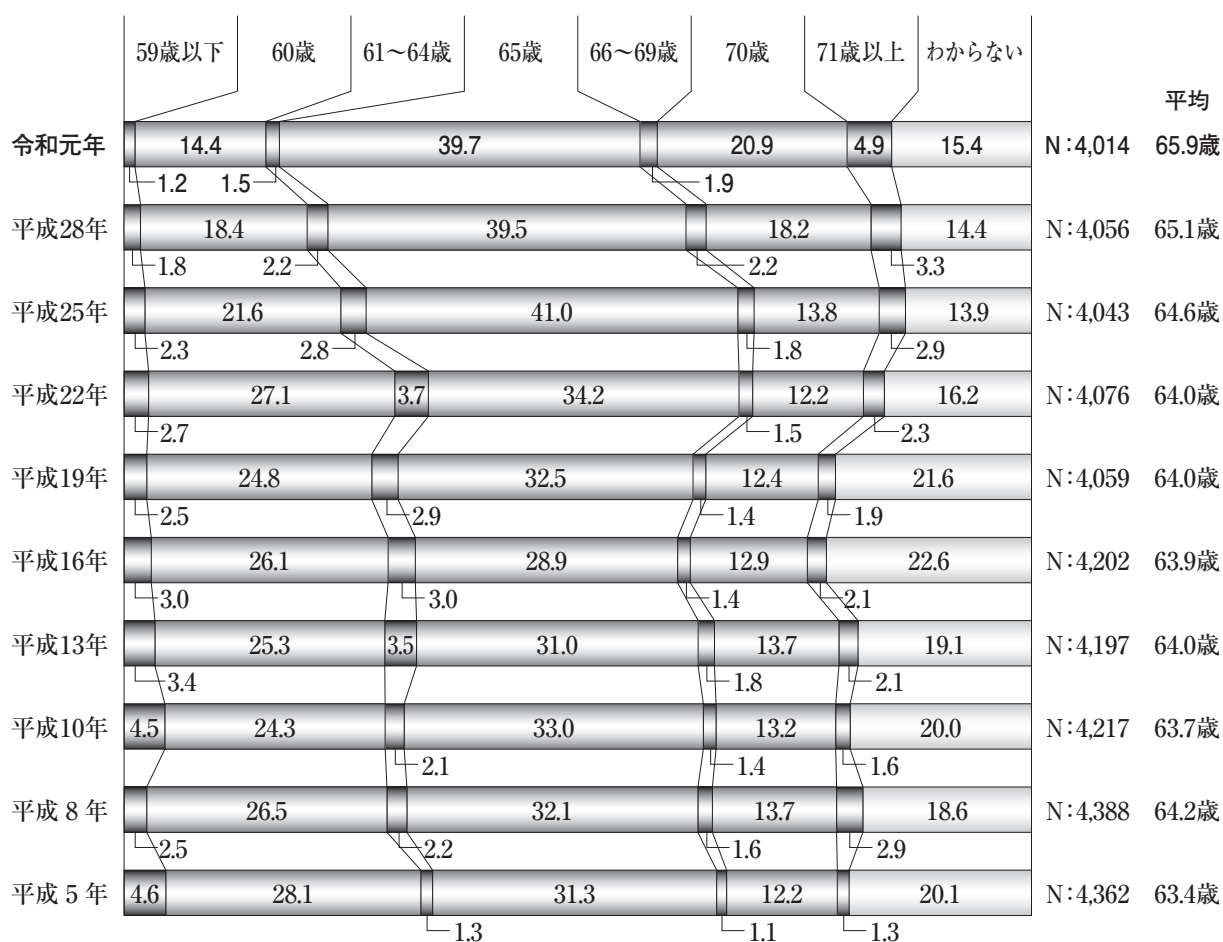 59歳以下 60歳 61〜64歳 65歳 66〜69歳 70歳 71歳以上 わからない
平均
令和元年 14.4 39.7 20.9 4.9 15.4 N:4,014 65.9歳
1.2 1.5 1.9
平成28年 18.4 39.5 18.2 14.4 N:4,056 65.1歳
1.8 2.2 2.2 3.3
平成25年 21.6 41.0 13.8 13.9 N:4,043 64.6歳
2.3 2.8 1.8 2.9
平成22年 27.1 3.7 34.2 12.2 16.2 N:4,076 64.0歳
2.7 1.5 2.3
平成19年 24.8 32.5 12.4 21.6 N:4,059 64.0歳
2.5 2.9 1.4 1.9
平成16年 26.1 28.9 12.9 22.6 N:4,202 63.9歳
3.0 3.0 1.4 2.1
平成13年 25.3 3.5 31.0 13.7 19.1 N:4,197 64.0歳
3.4 1.8 2.1
平成10年 4.5 24.3 33.0 13.2 20.0 N:4,217 63.7歳
2.1 1.4 1.6
平成 8 年 26.5 32.1 13.7 18.6 N:4,388 64.2歳
2.5 2.2 1.6 2.9
平成 5 年 4.6 28.1 31.3 12.2 20.1 N:4,362 63.4歳
1.3 1.1 1.3